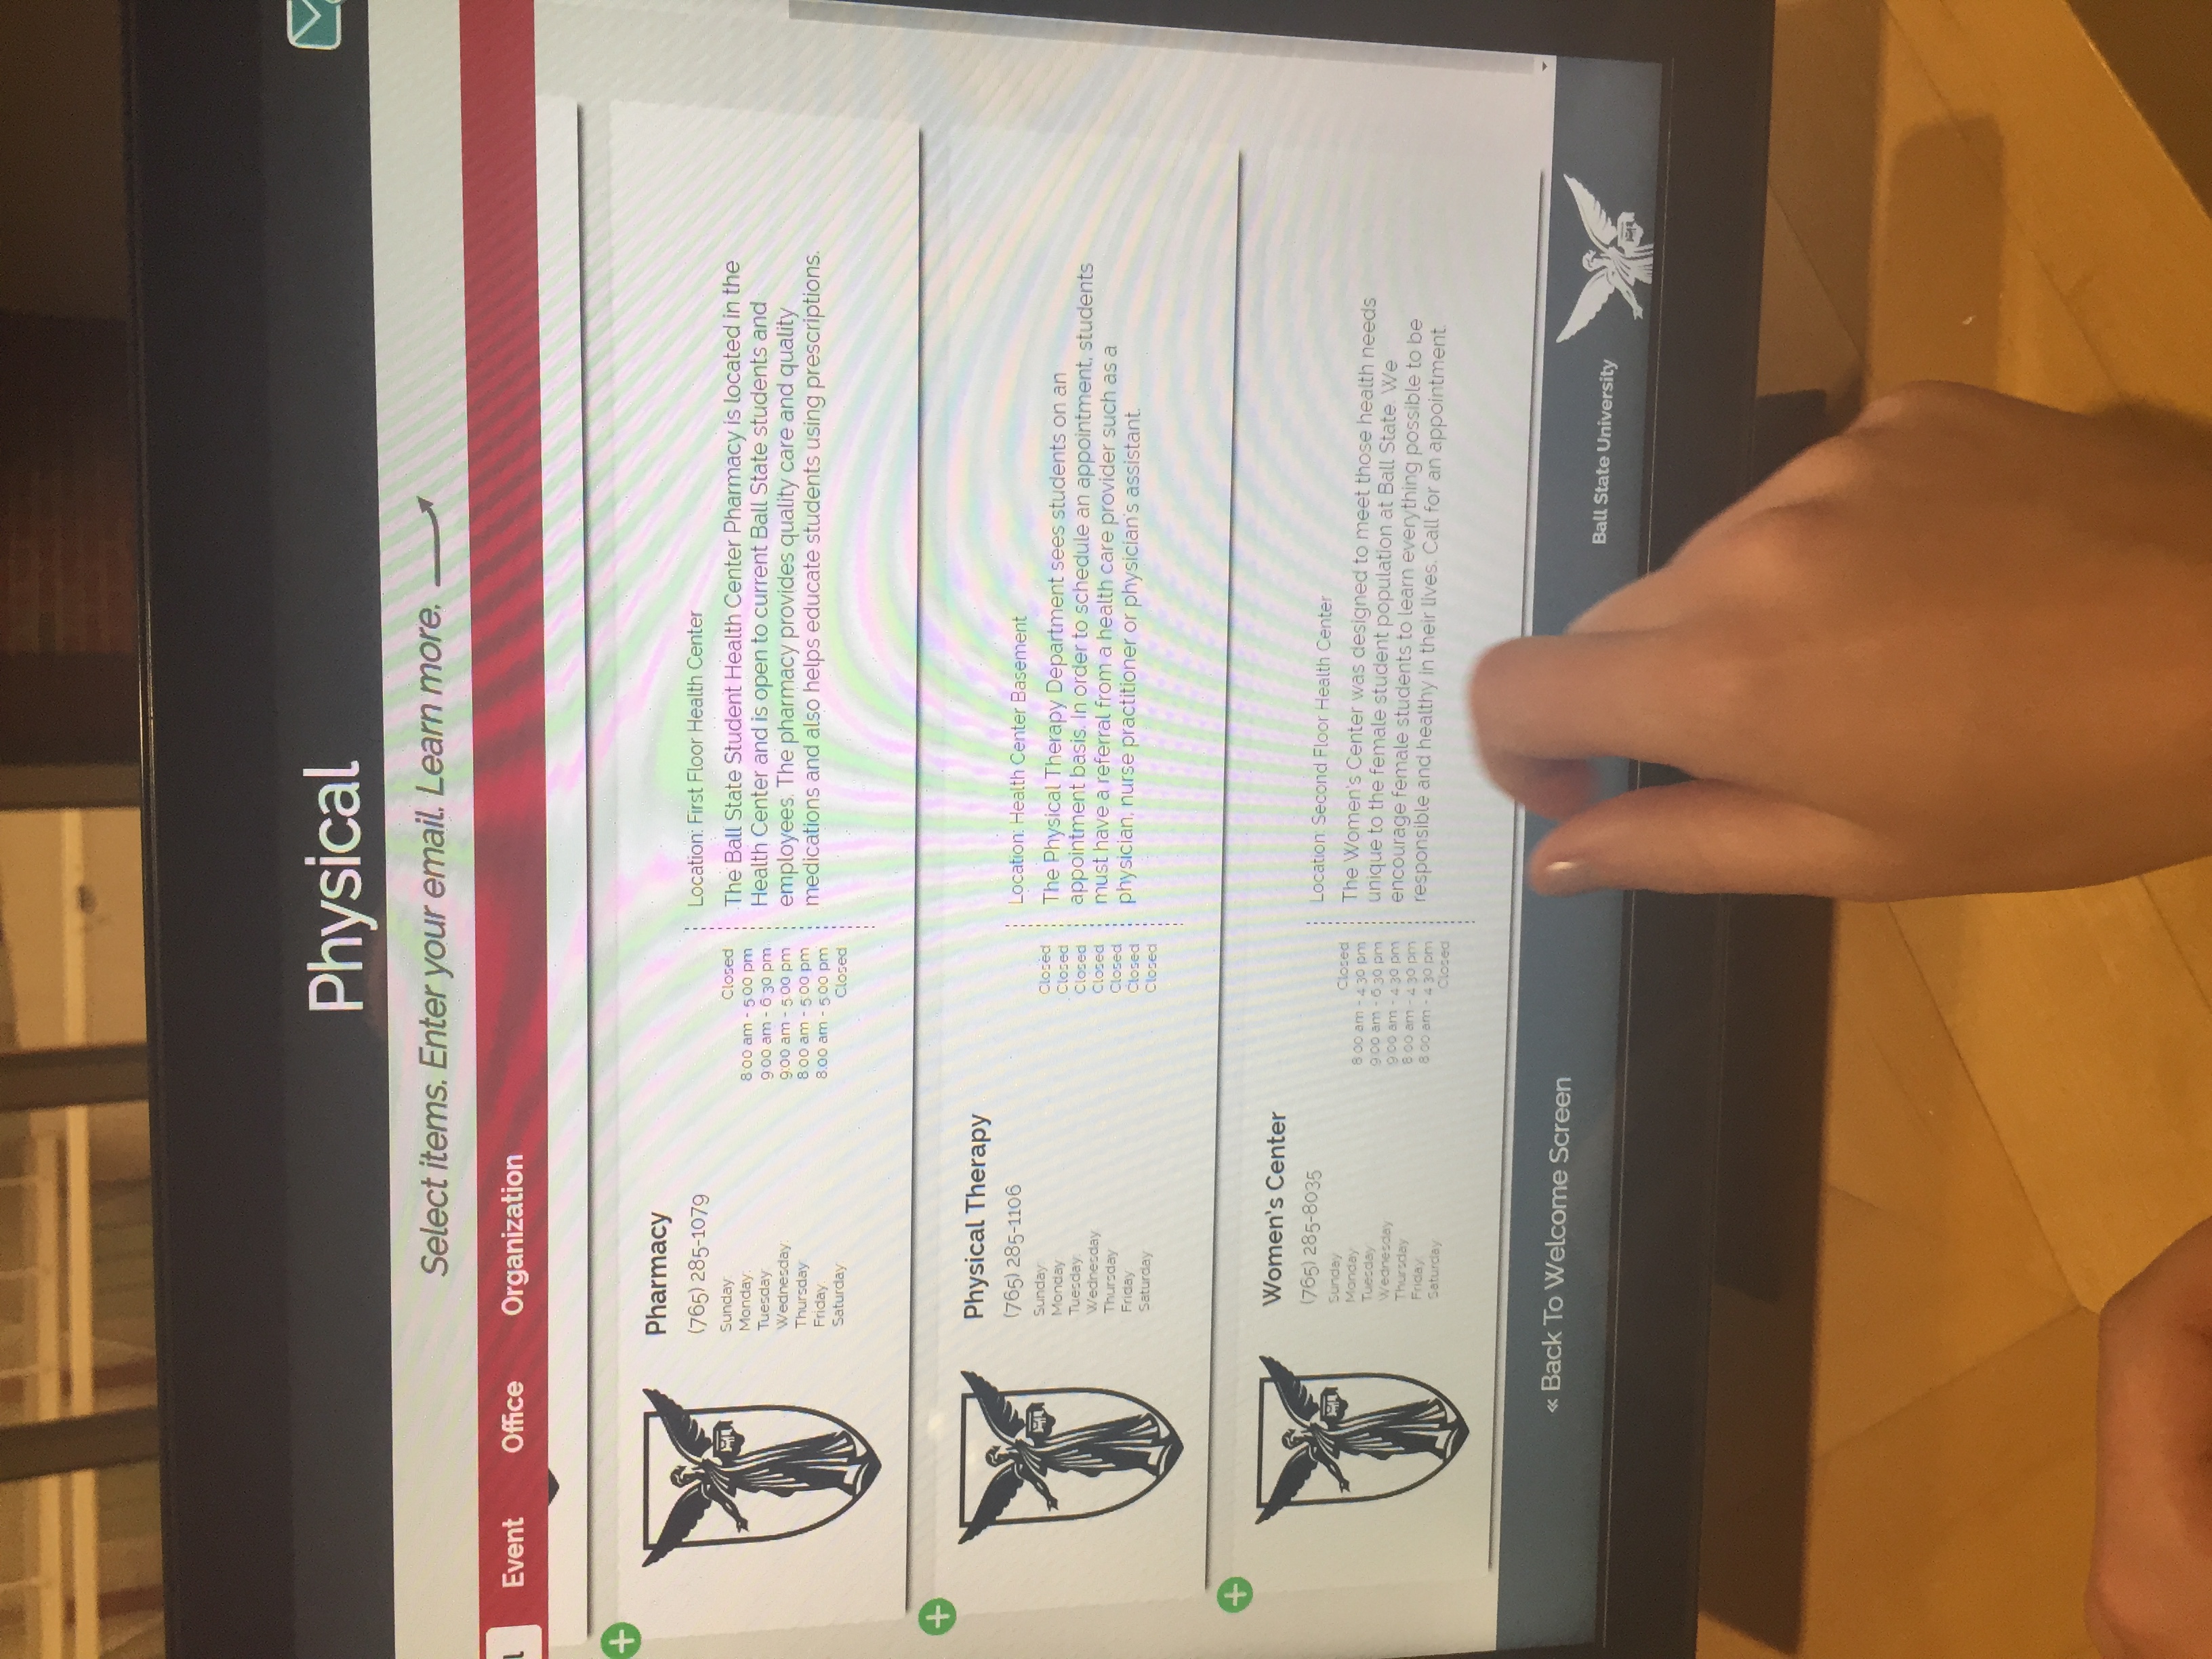 Physical
Select items. Enter your email. Learn more.
l Event Office Organization
Pharmacy
(765) 285-1079
Sunday: Closed
Monday: 8:00 am - 5:00 pm
Tuesday: 9:00 am - 6:30 pm
Wednesday: 9:00 am - 5:00 pm
Thursday: 8:00 am - 5:00 pm
Friday: 8:00 am - 5:00 pm
Saturday: Closed
Location: First Floor Health Center
The Ball State Student Health Center Pharmacy is located in the
Health Center and is open to current Ball State students and
employees. The pharmacy provides quality care and quality
medications and also helps educate students using prescriptions.
Physical Therapy
(765) 285-1106
Sunday: Closed
Monday: Closed
Tuesday: Closed
Wednesday: Closed
Thursday: Closed
Friday: Closed
Saturday: Closed
Location: Health Center Basement
The Physical Therapy Department sees students on an
appointment basis. In order to schedule an appointment, students
must have a referral from a health care provider such as a
physician, nurse practitioner or physician's assistant.
Women's Center
(765) 285-8035
Sunday: Closed
Monday: 8:00 am - 4:30 pm
Tuesday: 9:00 am - 6:30 pm
Wednesday: 9:00 am - 4:30 pm
Thursday: 8:00 am - 4:30 pm
Friday: 8:00 am - 4:30 pm
Saturday: Closed
Location: Second Floor Health Center
The Women's Center was designed to meet those health needs
unique to the female student population at Ball State. We
encourage female students to learn everything possible to be
responsible and healthy in their lives. Call for an appointment.
« Back To Welcome Screen
Ball State University